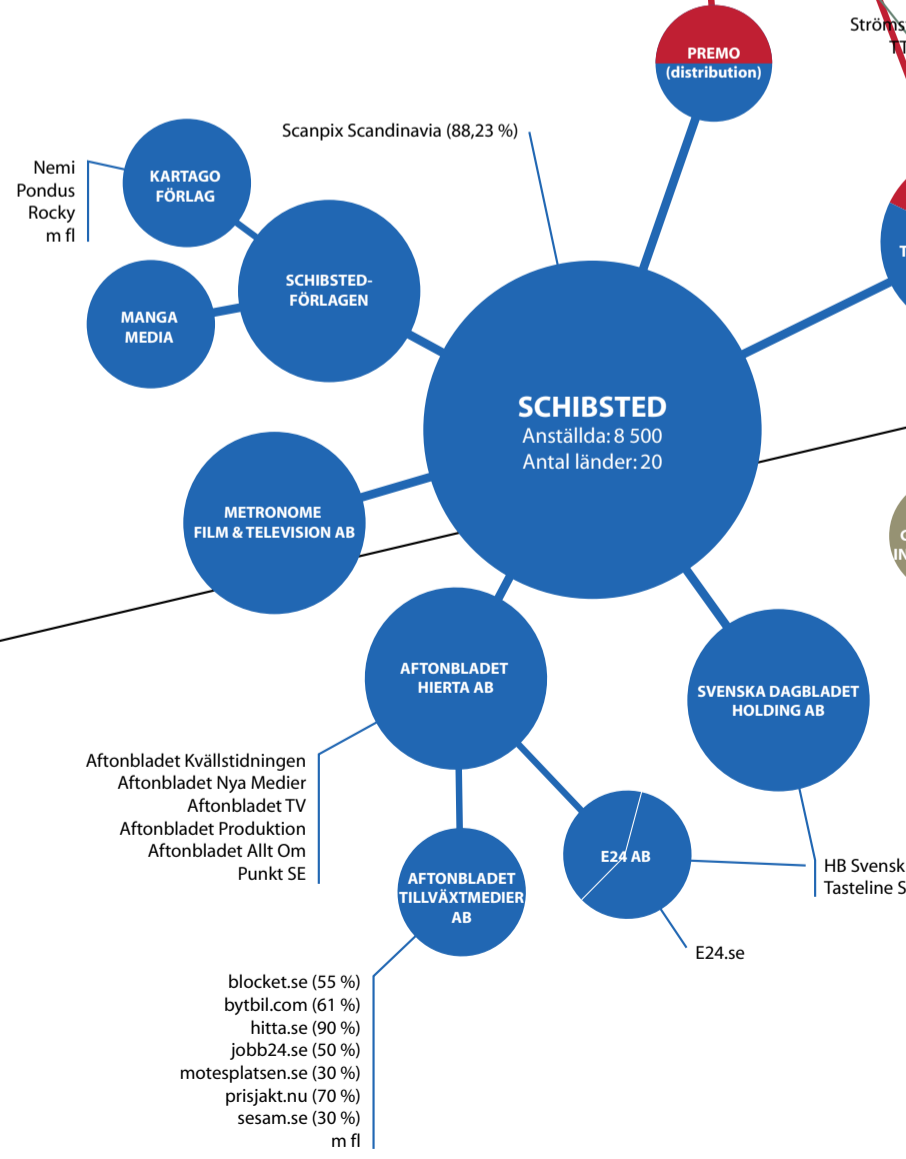 PREMO
(distribution)
Scanpix Scandinavia (88,23 %)
KARTAGO
FÖRLAG
Nemi
Pondus
Rocky
m fl
SCHIBSTED-
FÖRLAGEN
MANGA
MEDIA
SCHIBSTED
Anställda: 8 500
Antal länder: 20
METRONOME
FILM & TELEVISION AB
AFTONBLADET
HIERTA AB
SVENSKA DAGBLADET
HOLDING AB
Aftonbladet Kvällstidningen
Aftonbladet Nya Medier
Aftonbladet TV
Aftonbladet Produktion
Aftonbladet Allt Om
Punkt SE
E24 AB
HB Svensk
Tasteline S
AFTONBLADET
TILLVÄXTMEDIER
AB
E24.se
blocket.se (55 %)
bytbil.com (61 %)
hitta.se (90 %)
jobb24.se (50 %)
motesplatsen.se (30 %)
prisjakt.nu (70 %)
sesam.se (30 %)
m fl